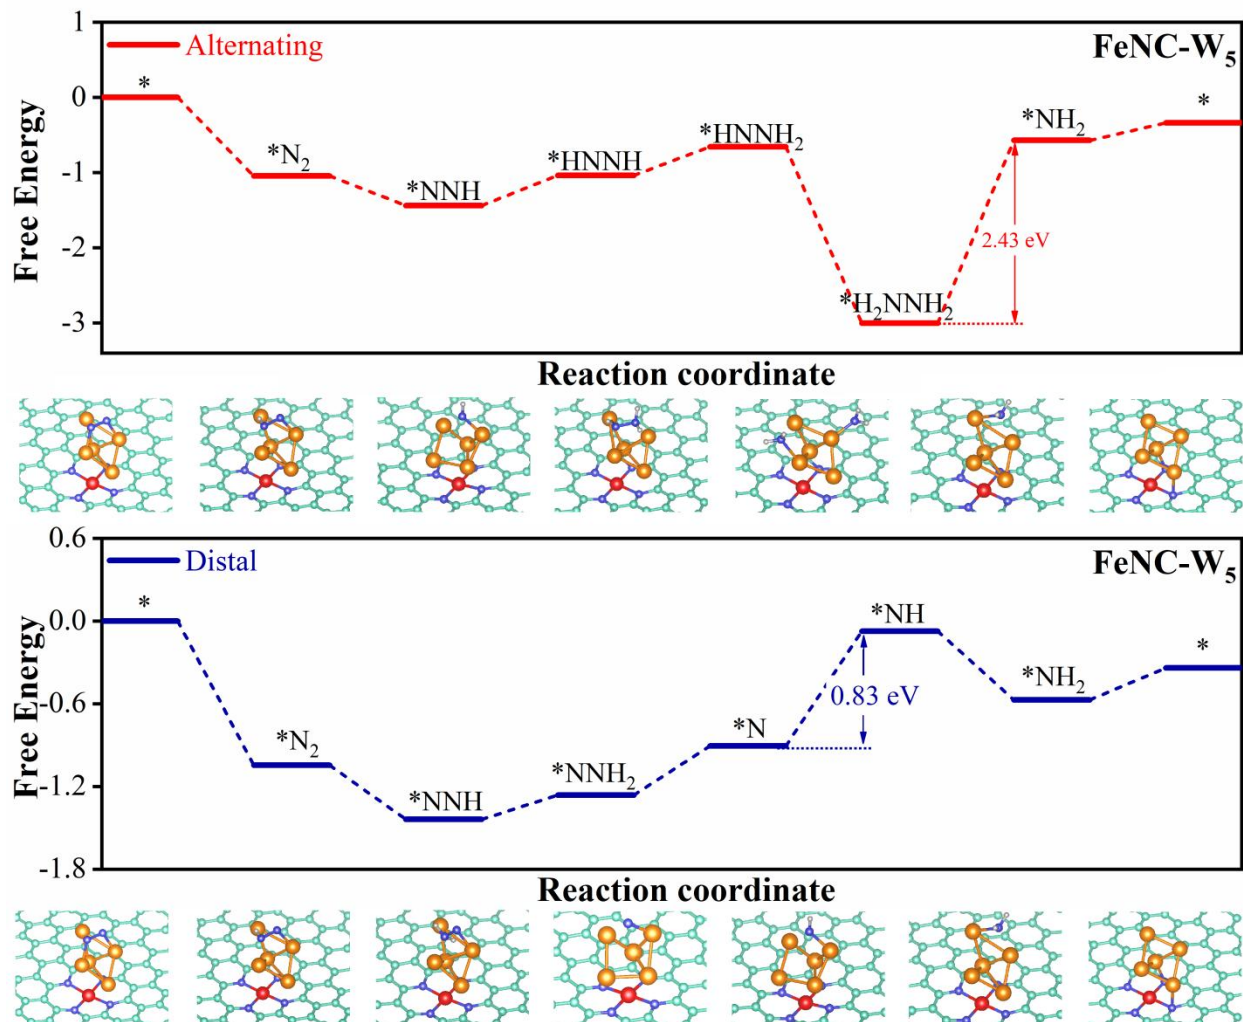 Alternating
FeNC-W5
Free Energy
1
0
-1
-2
-3
*
*N2
*NNH
*HNNH
*HNNH2
*H2NNH2
*NH2
*
2.43 eV
Reaction coordinate
Distal
FeNC-W5
Free Energy
0.6
0.0
-0.6
-1.2
-1.8
*
*N2
*NNH
*NNH2
*N
*NH
*NH2
*
0.83 eV
Reaction coordinate